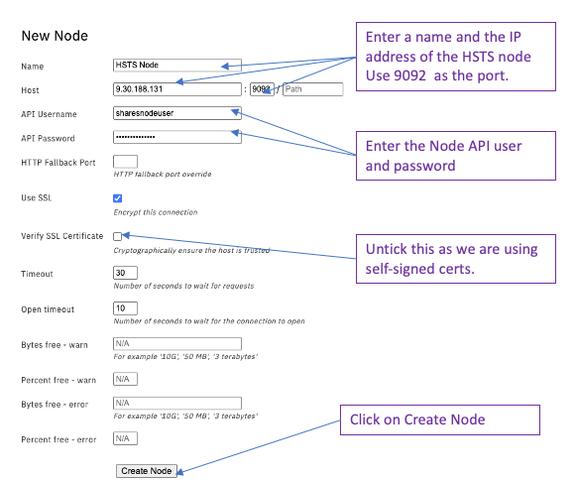 New Node
Name HSTS Node
Host 9.30.188.131 : 9092 / Path
API Username sharesnodeuser
API Password ••••••••••••••
HTTP Fallback Port
HTTP fallback port override
Use SSL
Encrypt this connection
Verify SSL Certificate
Cryptographically ensure the host is trusted
Timeout 30
Number of seconds to wait for requests
Open timeout 10
Number of seconds to wait for the connection to open
Bytes free - warn N/A
For example '10G', '50 MB', '3 terabytes'
Percent free - warn N/A
Bytes free - error N/A
For example '10G', '50 MB', '3 terabytes'
Percent free - error N/A
Create Node
Enter a name and the IP
address of the HSTS node
Use 9092 as the port.
Enter the Node API user
and password
Untick this as we are using
self-signed certs.
Click on Create Node